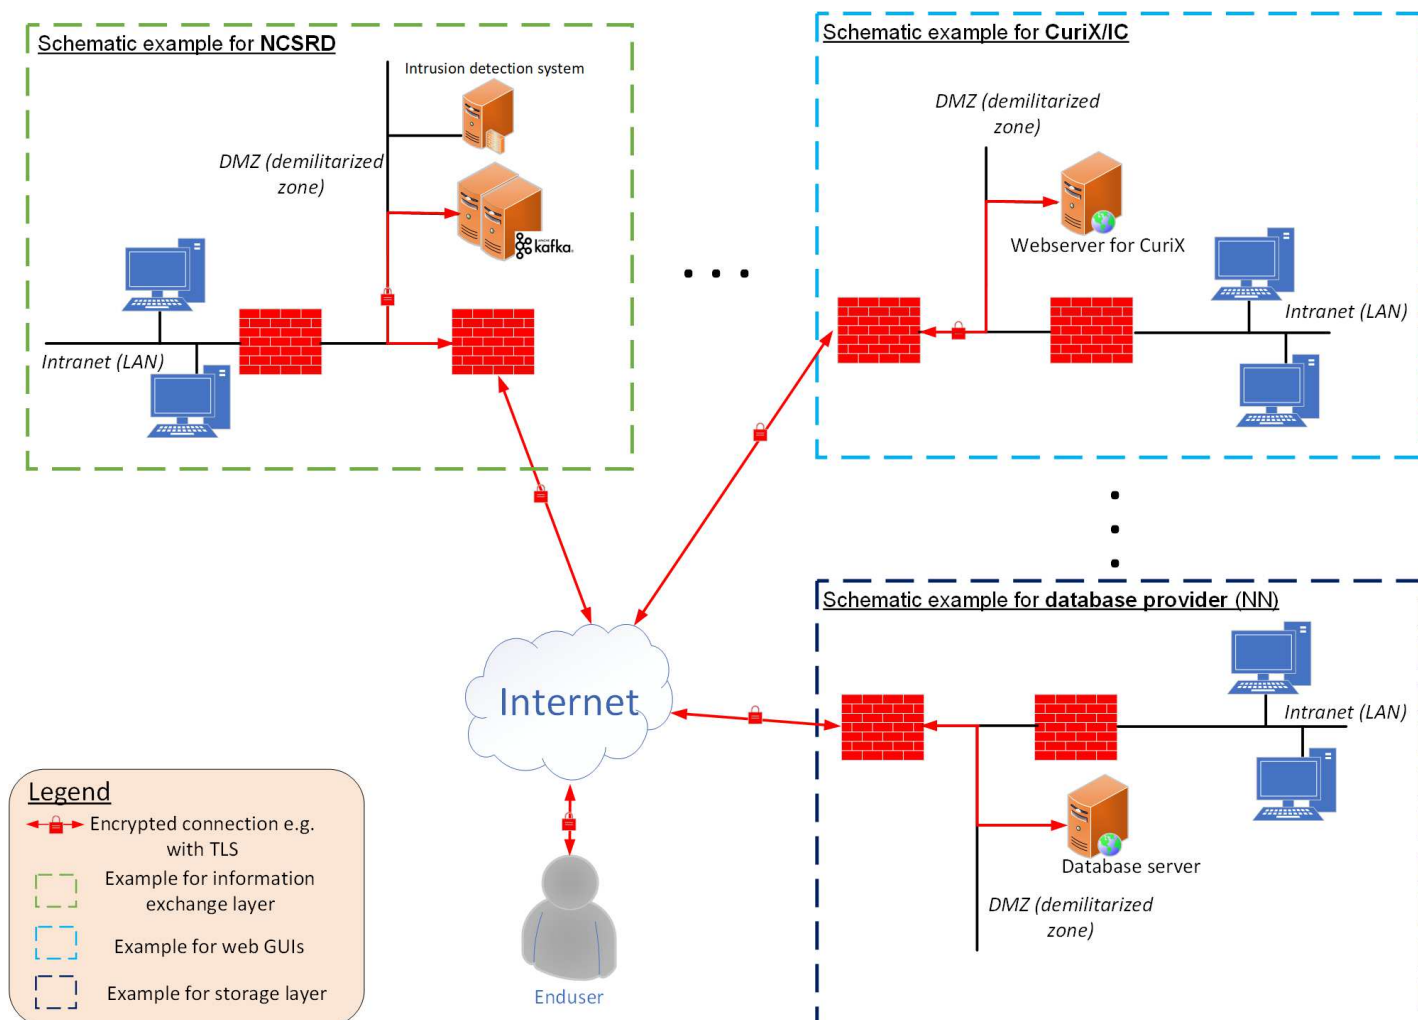 Schematic example for NCSRD
Intrusion detection system
DMZ (demilitarized
zone)
kafka
Intranet (LAN)
Schematic example for CuriX/IC
DMZ (demilitarized
zone)
Webserver for CuriX
Intranet (LAN)
Schematic example for database provider (NN)
Intranet (LAN)
Database server
DMZ (demilitarized
zone)
Internet
Enduser
Legend
Encrypted connection e.g.
with TLS
Example for information
exchange layer
Example for web GUIs
Example for storage layer